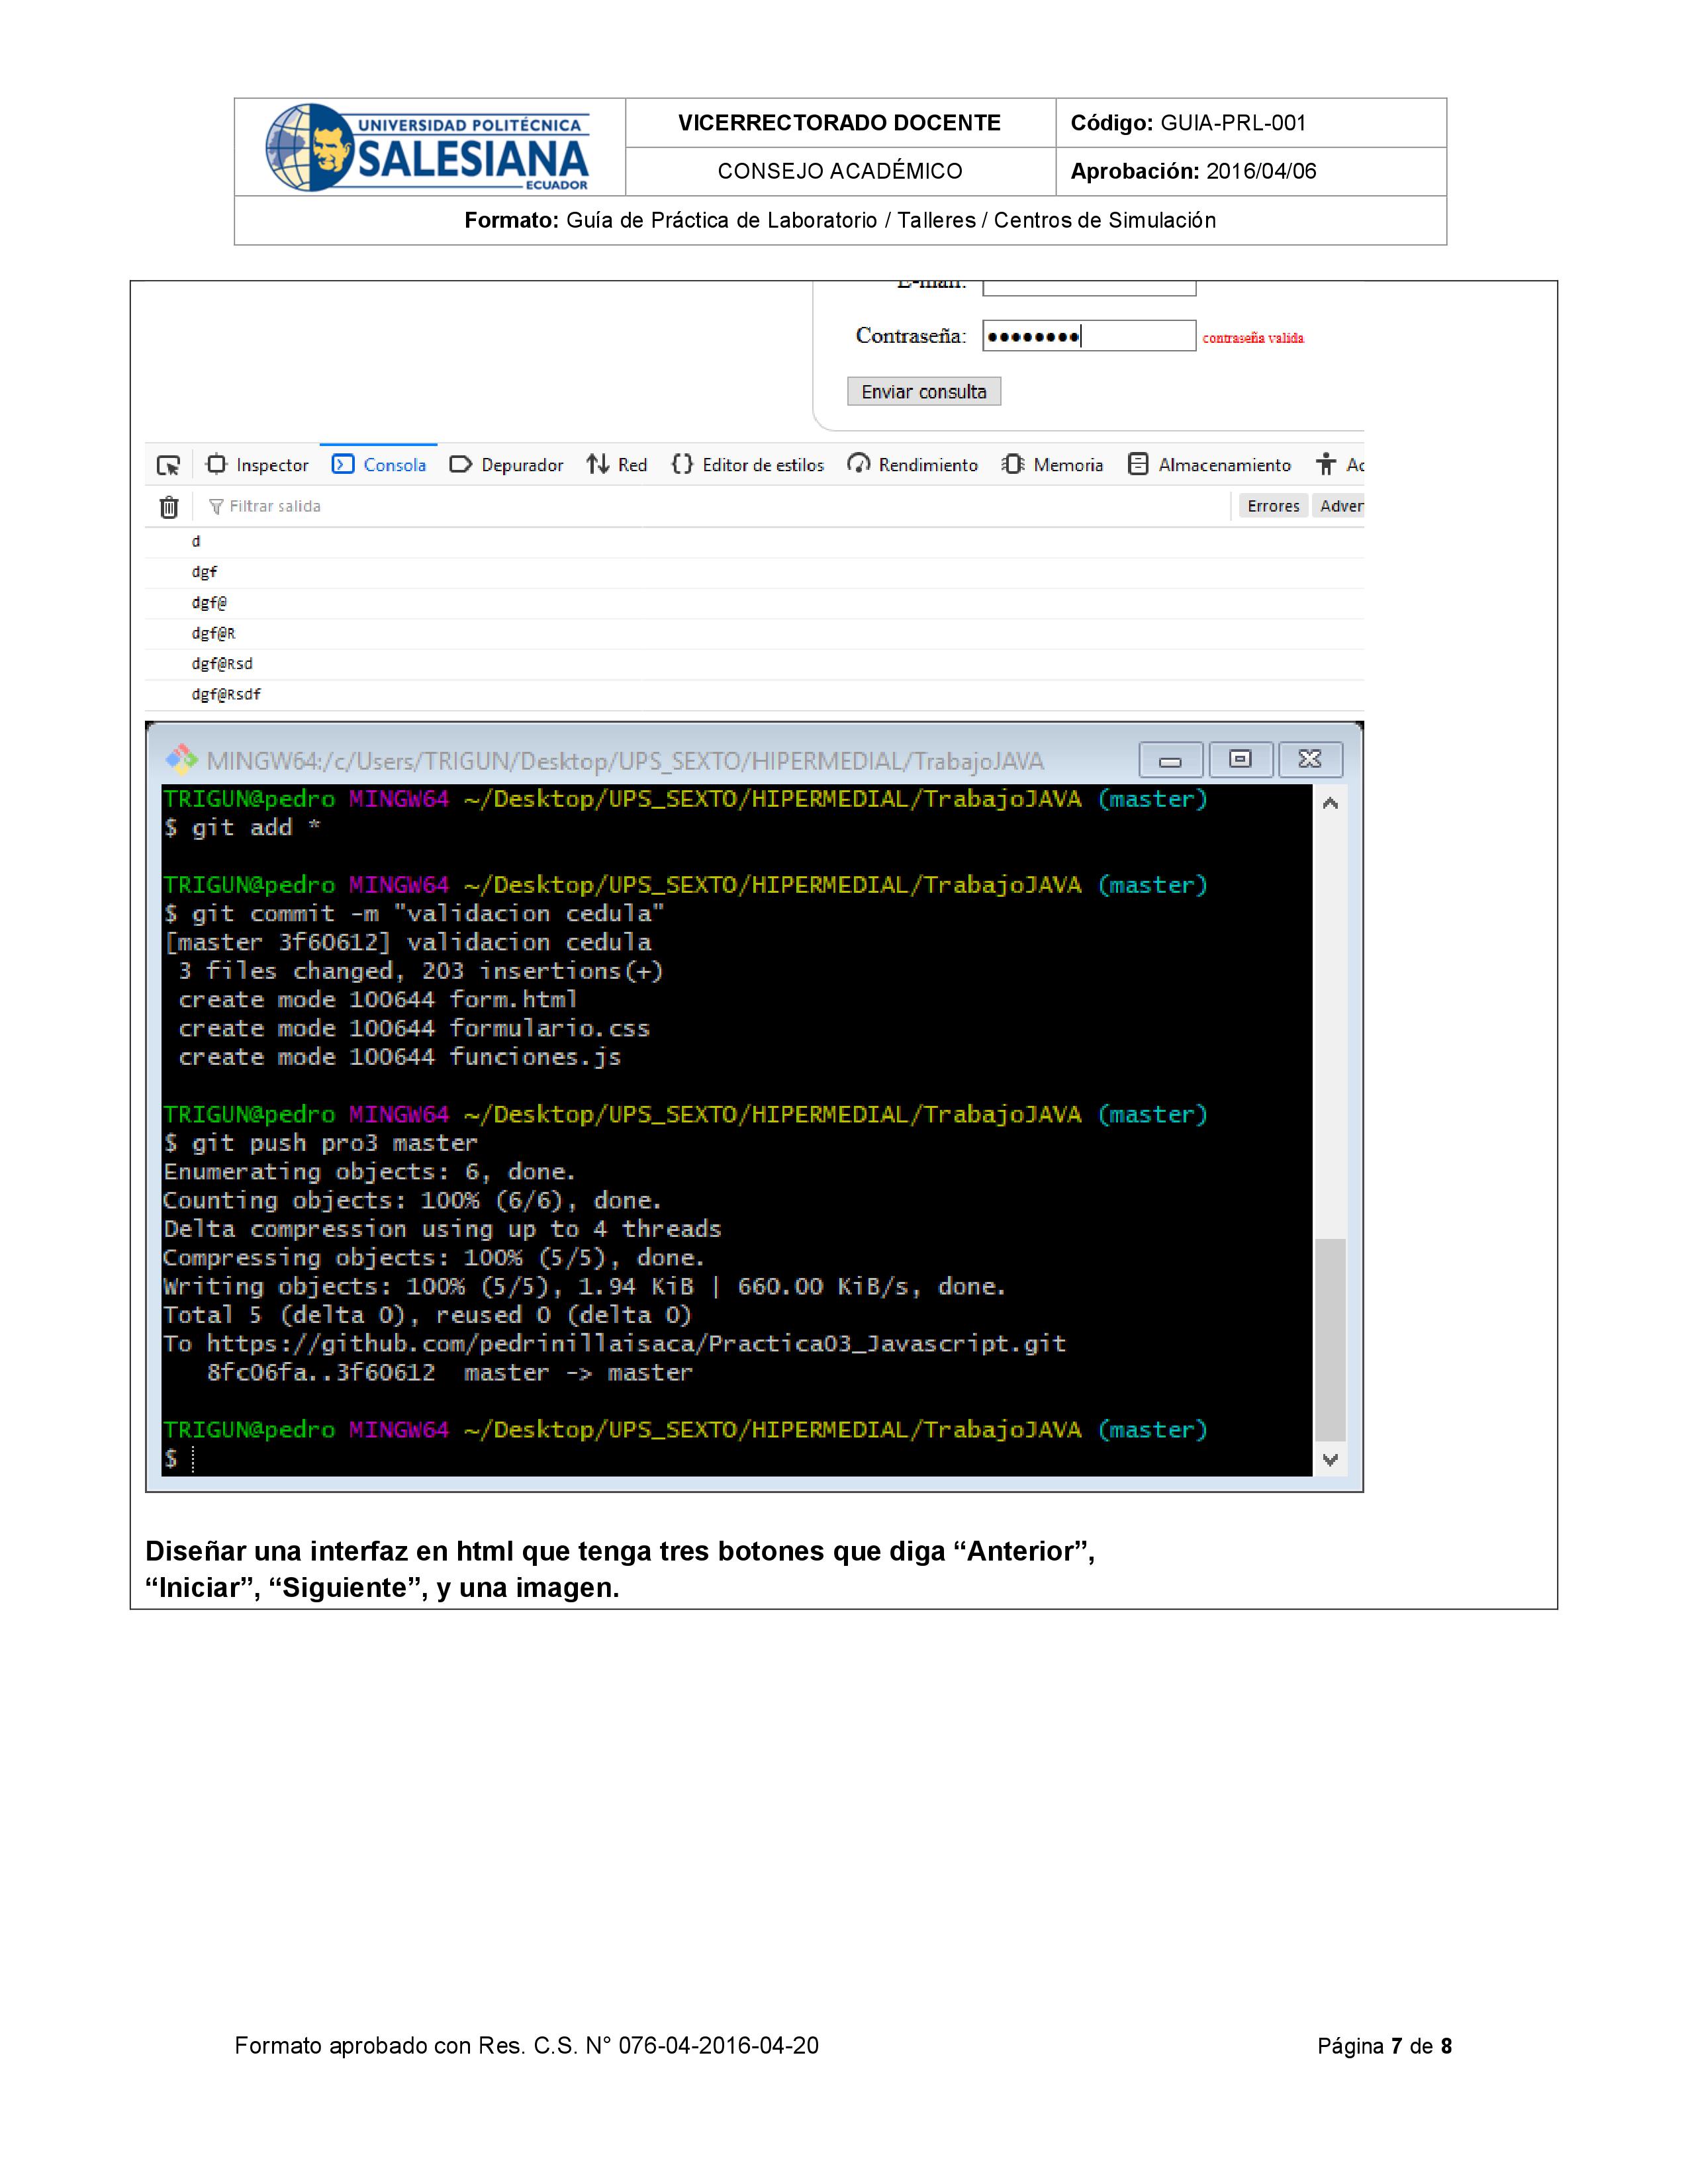 UNIVERSIDAD POLITÉCNICA
SALESIANA
ECUADOR
VICERRECTORADO DOCENTE
Código: GUIA-PRL-001
CONSEJO ACADÉMICO
Aprobación: 2016/04/06
Formato: Guía de Práctica de Laboratorio / Talleres / Centros de Simulación
E-mail:
Contraseña: ●●●●●●●● contraseña valida
Enviar consulta
Inspector Consola Depurador Red Editor de estilos Rendimiento Memoria Almacenamiento Ac
Filtrar salida Errores Adver
d
dgf
dgf@
dgf@R
dgf@Rsd
dgf@Rsdf
MINGW64:/c/Users/TRIGUN/Desktop/UPS_SEXTO/HIPERMEDIAL/TrabajoJAVA
TRIGUN@pedro MINGW64 ~/Desktop/UPS_SEXTO/HIPERMEDIAL/TrabajoJAVA (master)
$ git add *
TRIGUN@pedro MINGW64 ~/Desktop/UPS_SEXTO/HIPERMEDIAL/TrabajoJAVA (master)
$ git commit -m "validacion cedula"
[master 3f60612] validacion cedula
3 files changed, 203 insertions(+)
create mode 100644 form.html
create mode 100644 formulario.css
create mode 100644 funciones.js
TRIGUN@pedro MINGW64 ~/Desktop/UPS_SEXTO/HIPERMEDIAL/TrabajoJAVA (master)
$ git push pro3 master
Enumerating objects: 6, done.
Counting objects: 100% (6/6), done.
Delta compression using up to 4 threads
Compressing objects: 100% (5/5), done.
Writing objects: 100% (5/5), 1.94 KiB | 660.00 KiB/s, done.
Total 5 (delta 0), reused 0 (delta 0)
To https://github.com/pedrinillaisaca/Practica03_Javascript.git
8fc06fa..3f60612 master -> master
TRIGUN@pedro MINGW64 ~/Desktop/UPS_SEXTO/HIPERMEDIAL/TrabajoJAVA (master)
$
Diseñar una interfaz en html que tenga tres botones que diga “Anterior”,
“Iniciar”, “Siguiente”, y una imagen.
Formato aprobado con Res. C.S. N° 076-04-2016-04-20
Página 7 de 8